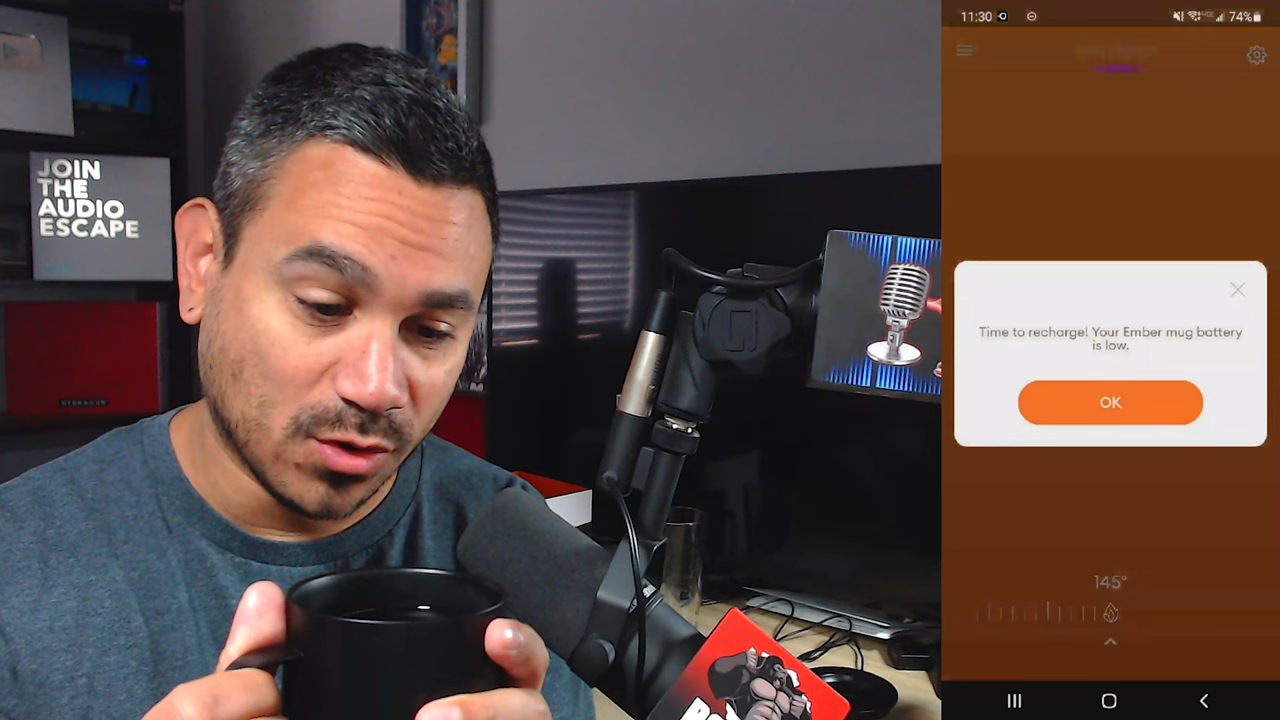 JOIN
THE
AUDIO
ESCAPE
11:30
74%
Time to recharge! Your Ember mug battery
is low.
OK
145°